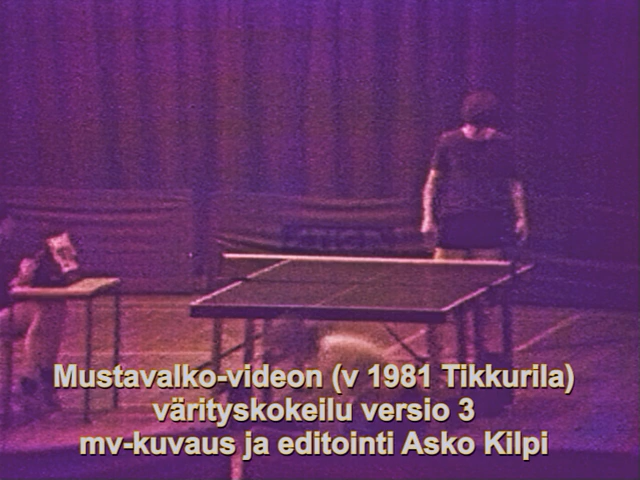 Mustavalko-videon (v 1981 Tikkurila)
värityskokeilu versio 3
mv-kuvaus ja editointi Asko Kilpi